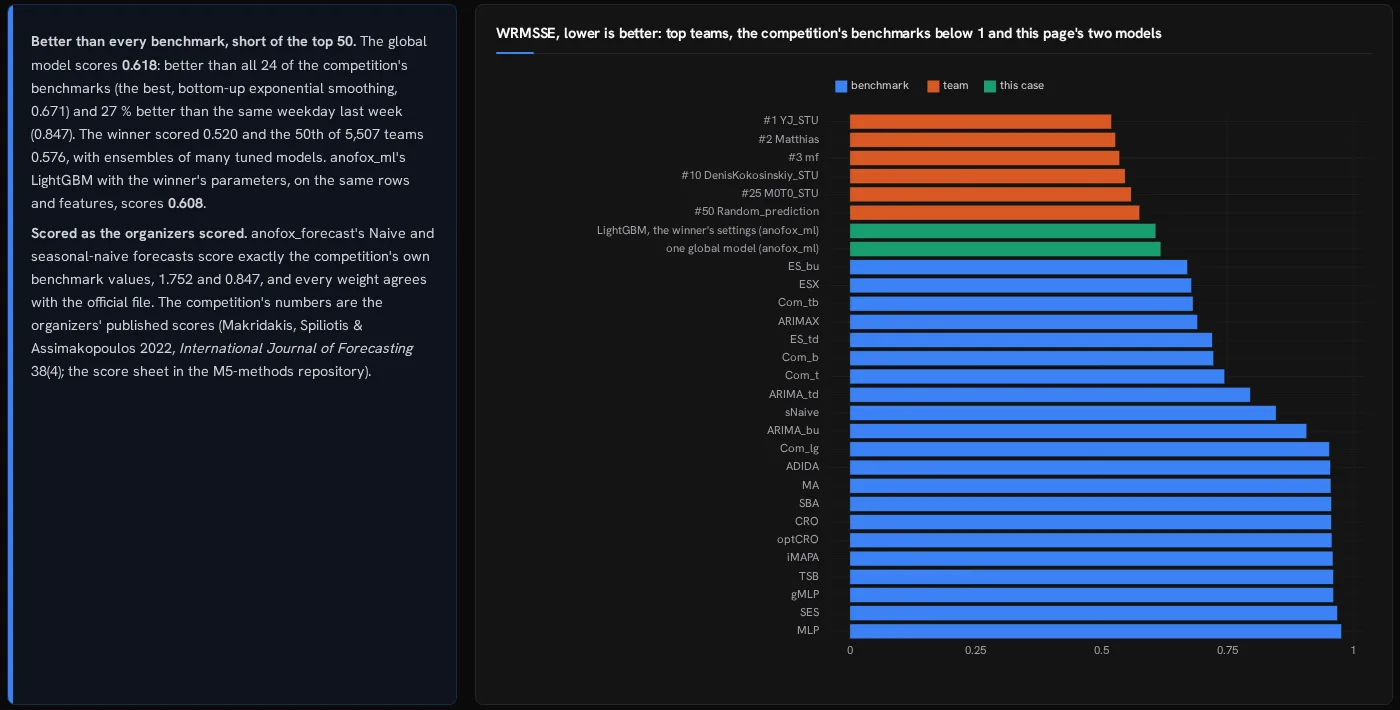 Better than every benchmark, short of the top 50. The global
model scores 0.618: better than all 24 of the competition's
benchmarks (the best, bottom-up exponential smoothing,
0.671) and 27 % better than the same weekday last week
(0.847). The winner scored 0.520 and the 50th of 5,507 teams
0.576, with ensembles of many tuned models. anofox_ml's
LightGBM with the winner's parameters, on the same rows
and features, scores 0.608.
Scored as the organizers scored. anofox_forecast's Naive and
seasonal-naive forecasts score exactly the competition's own
benchmark values, 1.752 and 0.847, and every weight agrees
with the official file. The competition's numbers are the
organizers' published scores (Makridakis, Spiliotis &
Assimakopoulos 2022, International Journal of Forecasting
38(4); the score sheet in the M5-methods repository).
WRMSSE, lower is better: top teams, the competition's benchmarks below 1 and this page's two models
benchmark team this case
#1 YJ_STU
#2 Matthias
#3 mf
#10 DenisKokosinskiy_STU
#25 M0T0_STU
#50 Random_prediction
LightGBM, the winner's settings (anofox_ml)
one global model (anofox_ml)
ES_bu
ESX
Com_tb
ARIMAX
ES_td
Com_b
Com_t
ARIMA_td
sNaive
ARIMA_bu
Com_lg
ADIDA
MA
SBA
CRO
optCRO
iMAPA
TSB
gMLP
SES
MLP
0 0.25 0.5 0.75 1